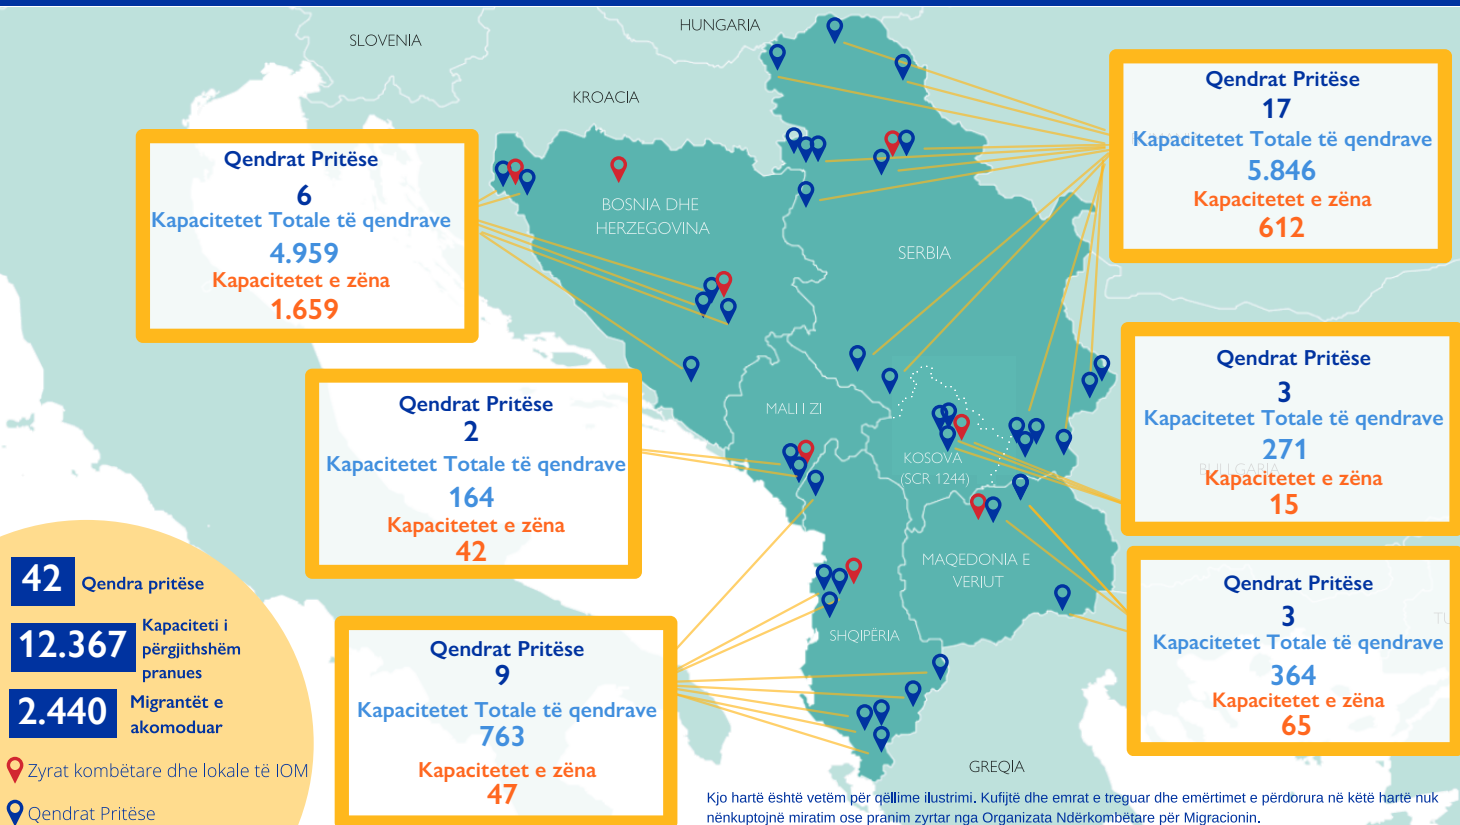 SLOVENIA
HUNGARIA
KROACIA
BOSNIA DHE
HERZEGOVINA
SERBIA
MALI I ZI
KOSOVA
(SCR 1244)
MAQEDONIA E
VERIUT
SHQIPËRIA
GREQIA
BULLGARIA
Qendrat Pritëse
6
Kapacitetet Totale të qendrave
4.959
Kapacitetet e zëna
1.659
Qendrat Pritëse
17
Kapacitetet Totale të qendrave
5.846
Kapacitetet e zëna
612
Qendrat Pritëse
2
Kapacitetet Totale të qendrave
164
Kapacitetet e zëna
42
Qendrat Pritëse
3
Kapacitetet Totale të qendrave
271
Kapacitetet e zëna
15
Qendrat Pritëse
9
Kapacitetet Totale të qendrave
763
Kapacitetet e zëna
47
Qendrat Pritëse
3
Kapacitetet Totale të qendrave
364
Kapacitetet e zëna
65
42
Qendra pritëse
12.367
Kapaciteti i
përgjithshëm
pranues
2.440
Migrantët e
akomoduar
Zyrat kombëtare dhe lokale të IOM
Qendrat Pritëse
Kjo hartë është vetëm për qëllime ilustrimi. Kufijtë dhe emrat e treguar dhe emërtimet e përdorura në këtë hartë nuk
nënkuptojnë miratim ose pranim zyrtar nga Organizata Ndërkombëtare për Migracionin.